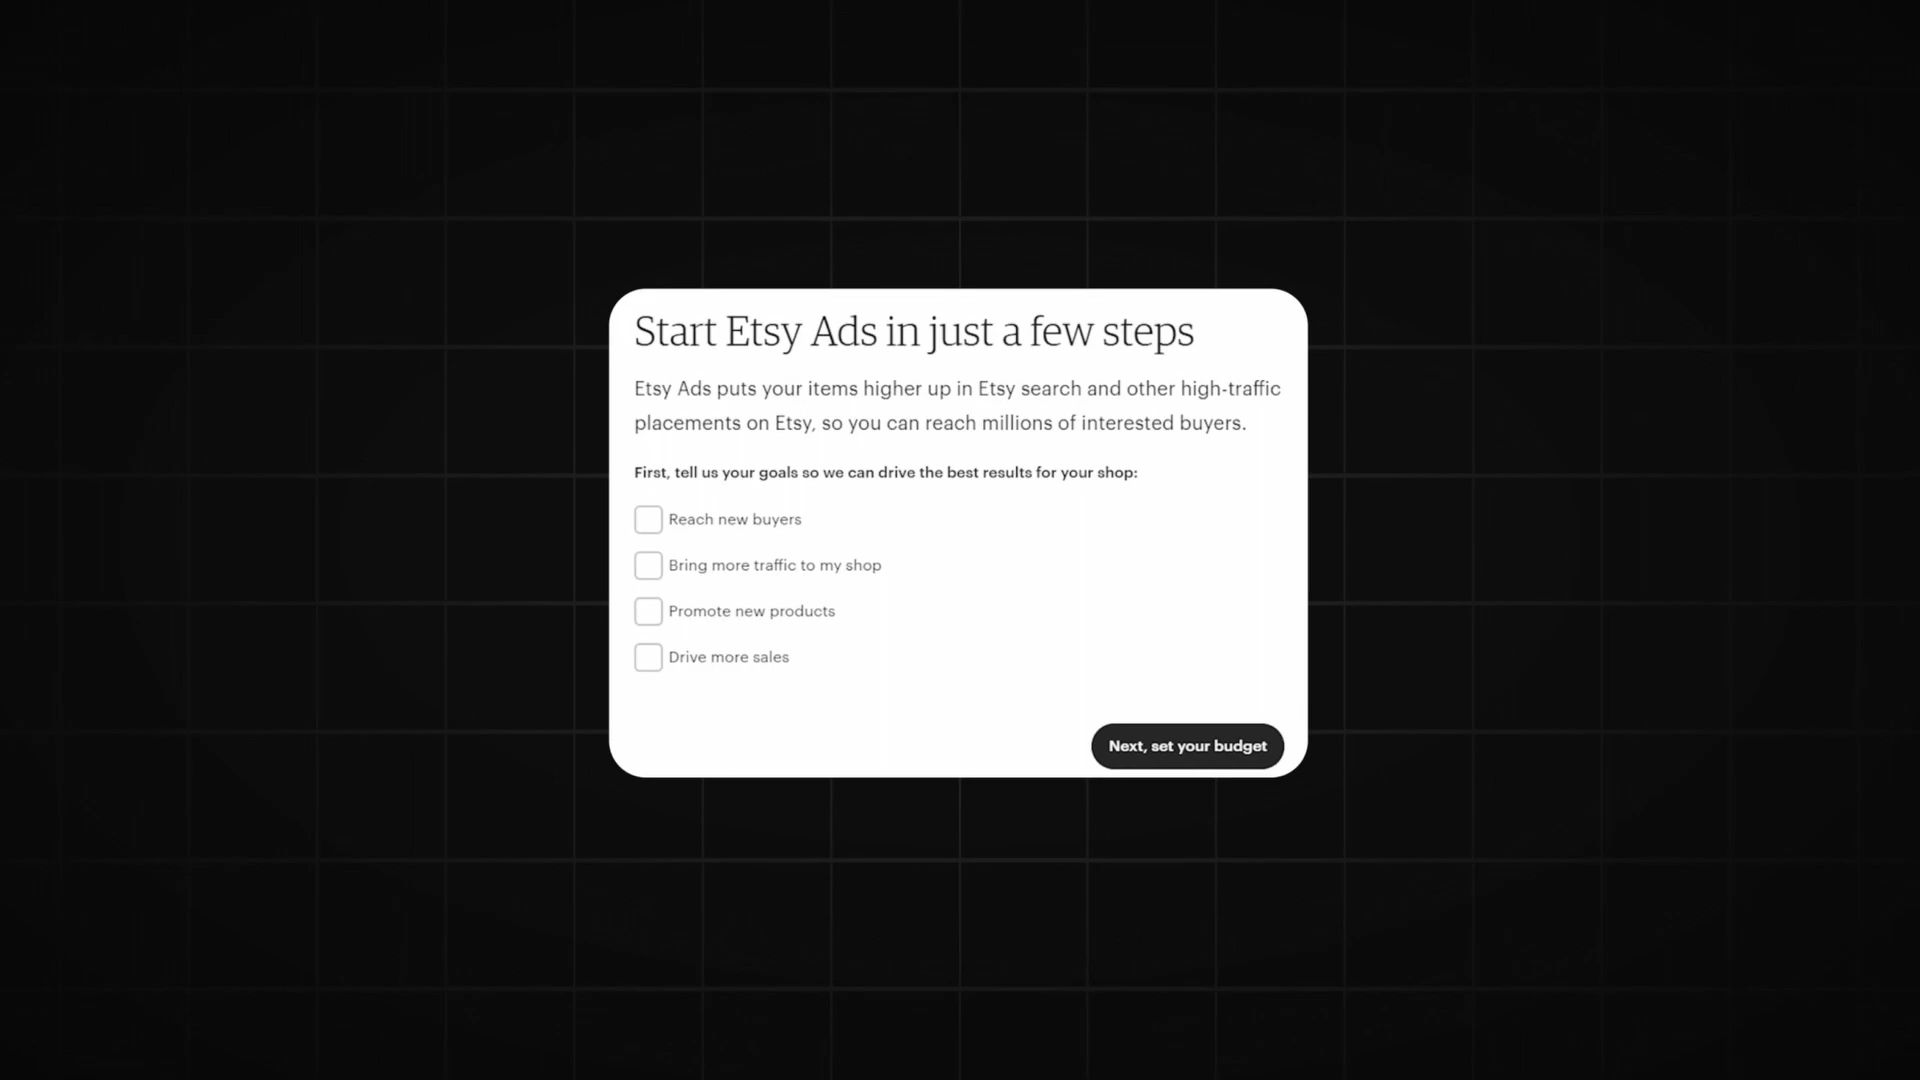 Start Etsy Ads in just a few steps
Etsy Ads puts your items higher up in Etsy search and other high-traffic
placements on Etsy, so you can reach millions of interested buyers.
First, tell us your goals so we can drive the best results for your shop:
Reach new buyers
Bring more traffic to my shop
Promote new products
Drive more sales
Next, set your budget